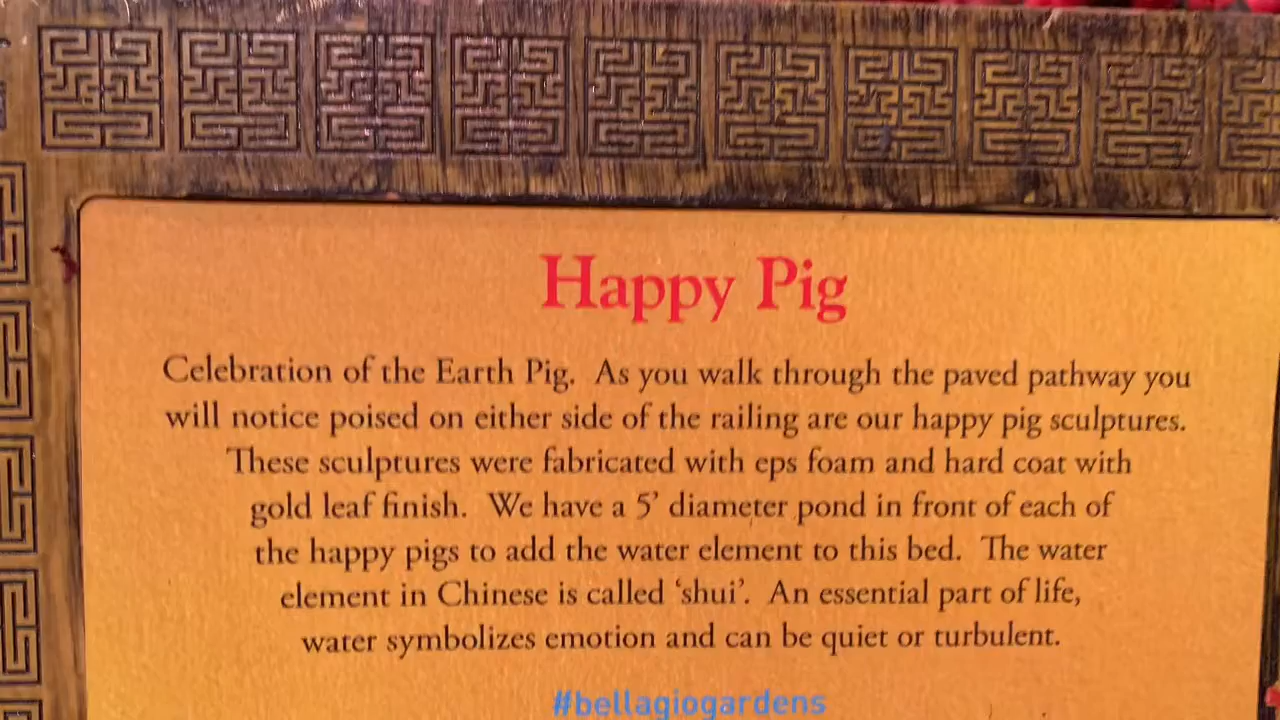 Happy Pig
Celebration of the Earth Pig. As you walk through the paved pathway you
will notice poised on either side of the railing are our happy pig sculptures.
These sculptures were fabricated with eps foam and hard coat with
gold leaf finish. We have a 5' diameter pond in front of each of
the happy pigs to add the water element to this bed. The water
element in Chinese is called ‘shui’. An essential part of life,
water symbolizes emotion and can be quiet or turbulent.
#bellagiogardens